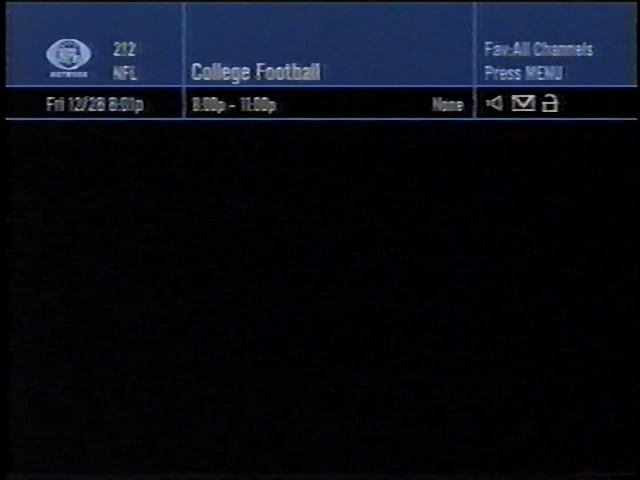 212
NFL
NETWORK
College Football
Fav:All Channels
Press MENU
Fri 12/28 8:01p
8:00p - 11:00p
None